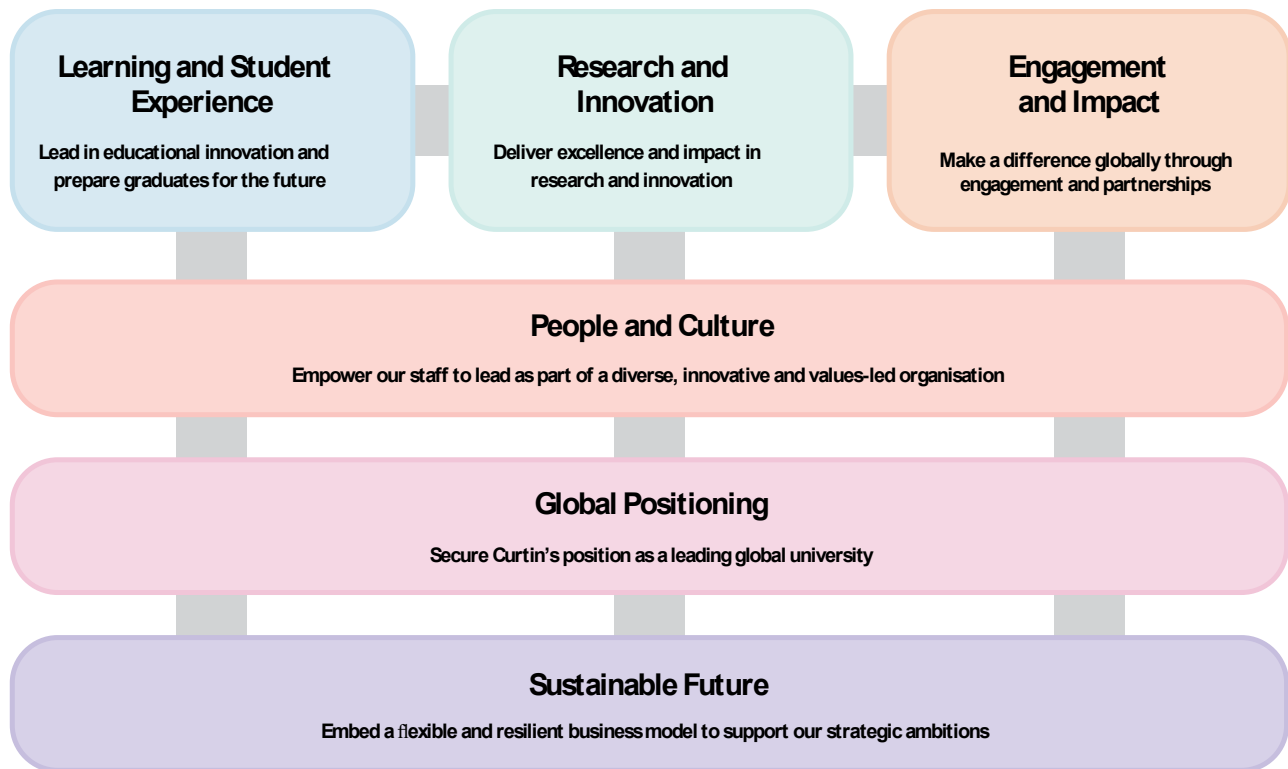 Learning and Student
Experience
Lead in educational innovation and
prepare graduates for the future
Research and
Innovation
Deliver excellence and impact in
research and innovation
Engagement
and Impact
Make a difference globally through
engagement and partnerships
People and Culture
Empower our staff to lead as part of a diverse, innovative and values-led organisation
Global Positioning
Secure Curtin's position as a leading global university
Sustainable Future
Embed a flexible and resilient business model to support our strategic ambitions